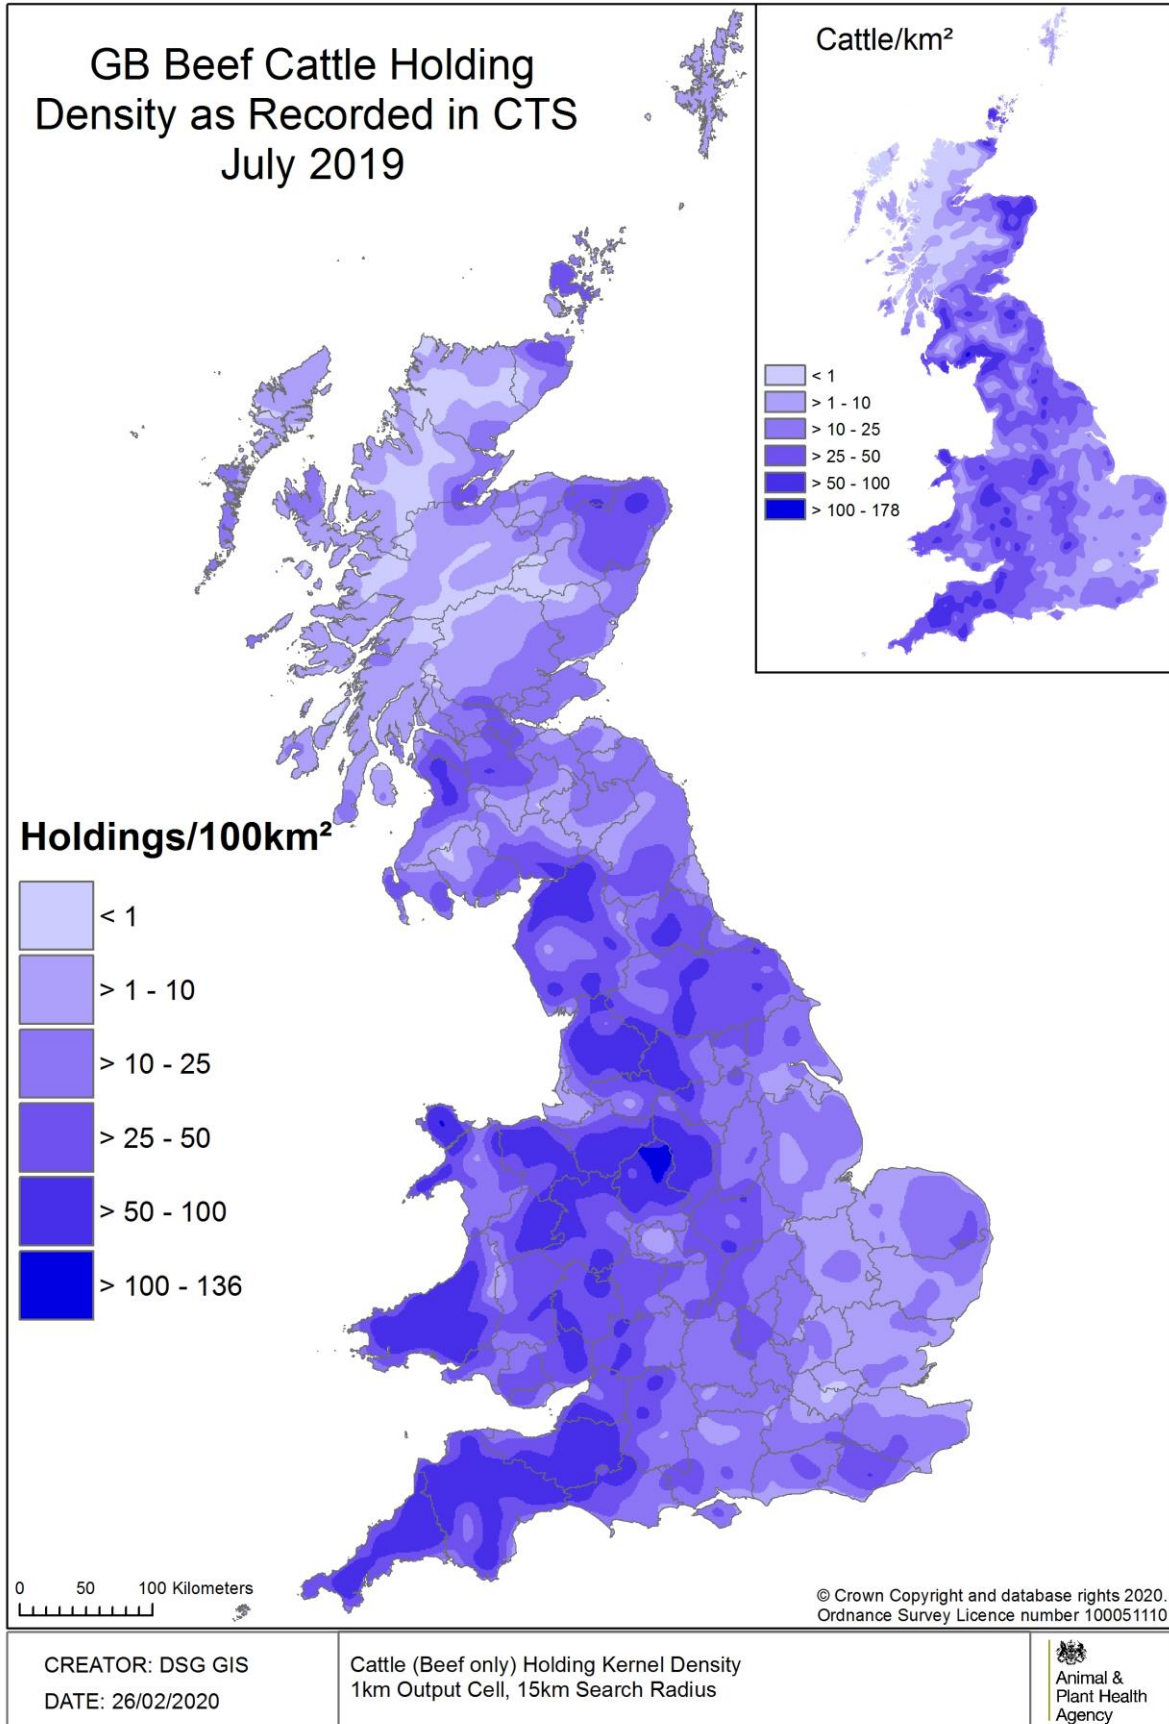 GB Beef Cattle Holding
Density as Recorded in CTS
July 2019
Cattle/km²
< 1
> 1 - 10
> 10 - 25
> 25 - 50
> 50 - 100
> 100 - 178
Holdings/100km²
< 1
> 1 - 10
> 10 - 25
> 25 - 50
> 50 - 100
> 100 - 136
0 50 100 Kilometers
© Crown Copyright and database rights 2020.
Ordnance Survey Licence number 100051110
CREATOR: DSG GIS
DATE: 26/02/2020
Cattle (Beef only) Holding Kernel Density
1km Output Cell, 15km Search Radius
Animal &
Plant Health
Agency